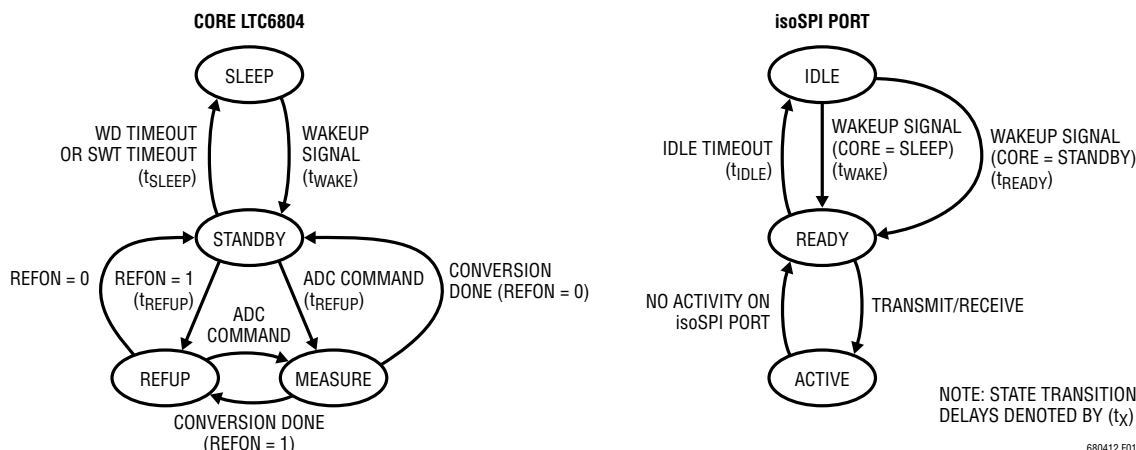 CORE LTC6804
SLEEP
WD TIMEOUT
OR SWT TIMEOUT
(tSLEEP)
WAKEUP
SIGNAL
(tWAKE)
STANDBY
REFON = 0
REFON = 1
(tREFUP)
ADC COMMAND
(tREFUP)
CONVERSION
DONE (REFON = 0)
ADC
COMMAND
REFUP
MEASURE
CONVERSION DONE
(REFON = 1)
isoSPI PORT
IDLE
IDLE TIMEOUT
(tIDLE)
WAKEUP SIGNAL
(CORE = SLEEP)
(tWAKE)
WAKEUP SIGNAL
(CORE = STANDBY)
(tREADY)
READY
NO ACTIVITY ON
isoSPI PORT
TRANSMIT/RECEIVE
ACTIVE
NOTE: STATE TRANSITION
DELAYS DENOTED BY (tX)
680412 F01